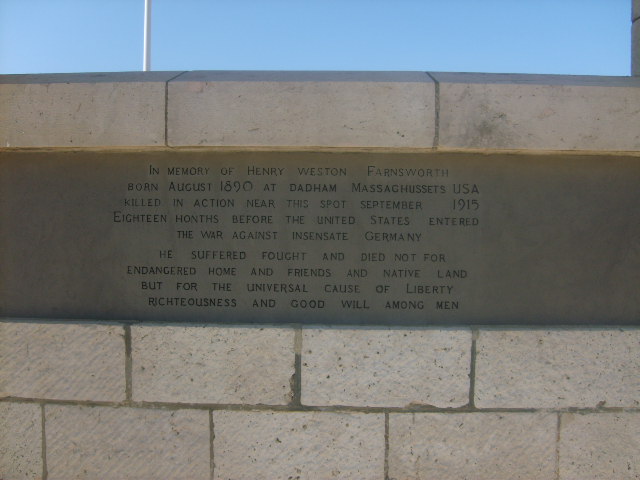 In memory of Henry Weston Farnsworth
born August 1890 at Dadham Massaghussets USA
killed in action near this spot September 1915
Eighteen honths before the United States entered
the war against insensate Germany
He suffered fought and died not for
endangered home and friends and native land
but for the universal cause of Liberty
righteousness and good will among men